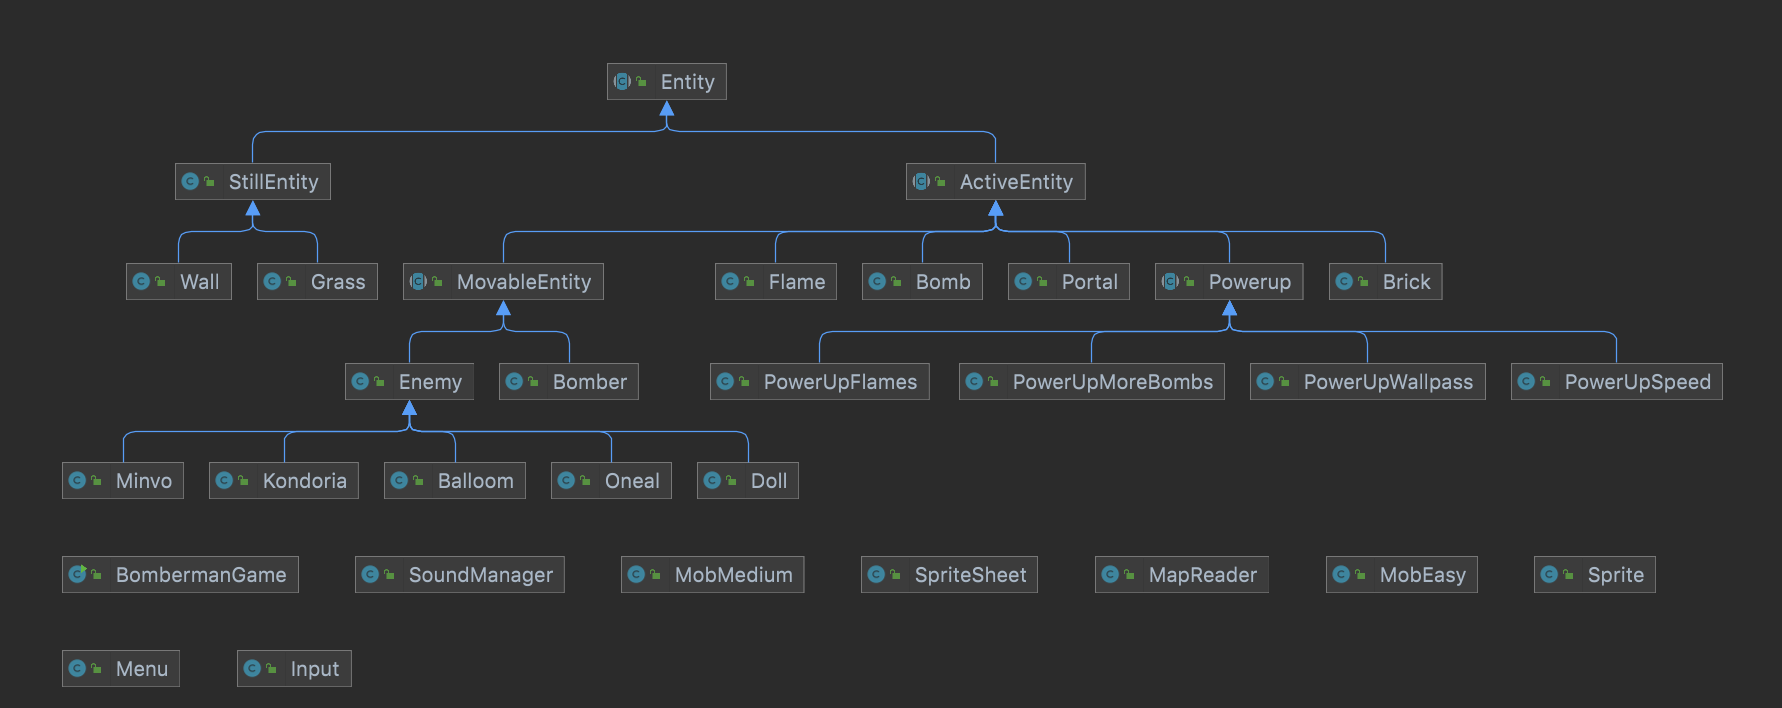 Entity
StillEntity ActiveEntity
Wall Grass MovableEntity Flame Bomb Portal Powerup Brick
Enemy Bomber PowerUpFlames PowerUpMoreBombs PowerUpWallpass PowerUpSpeed
Minvo Kondoria Balloom Oneal Doll
BombermanGame SoundManager MobMedium SpriteSheet MapReader MobEasy Sprite
Menu Input